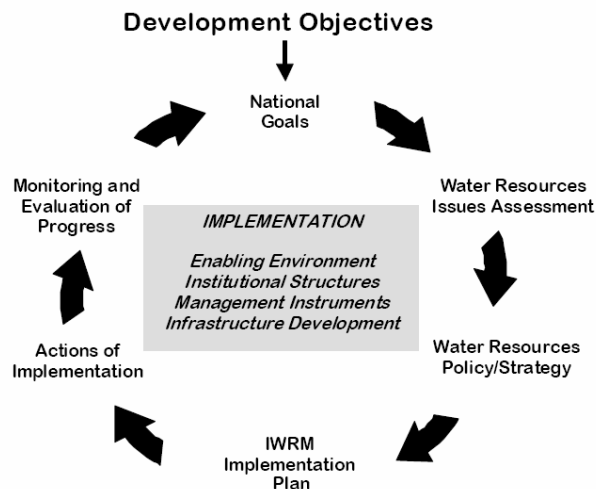 Development Objectives
National
Goals
Water Resources
Issues Assessment
Water Resources
Policy/Strategy
IWRM
Implementation
Plan
Actions of
Implementation
Monitoring and
Evaluation of
Progress
IMPLEMENTATION
Enabling Environment
Institutional Structures
Management Instruments
Infrastructure Development